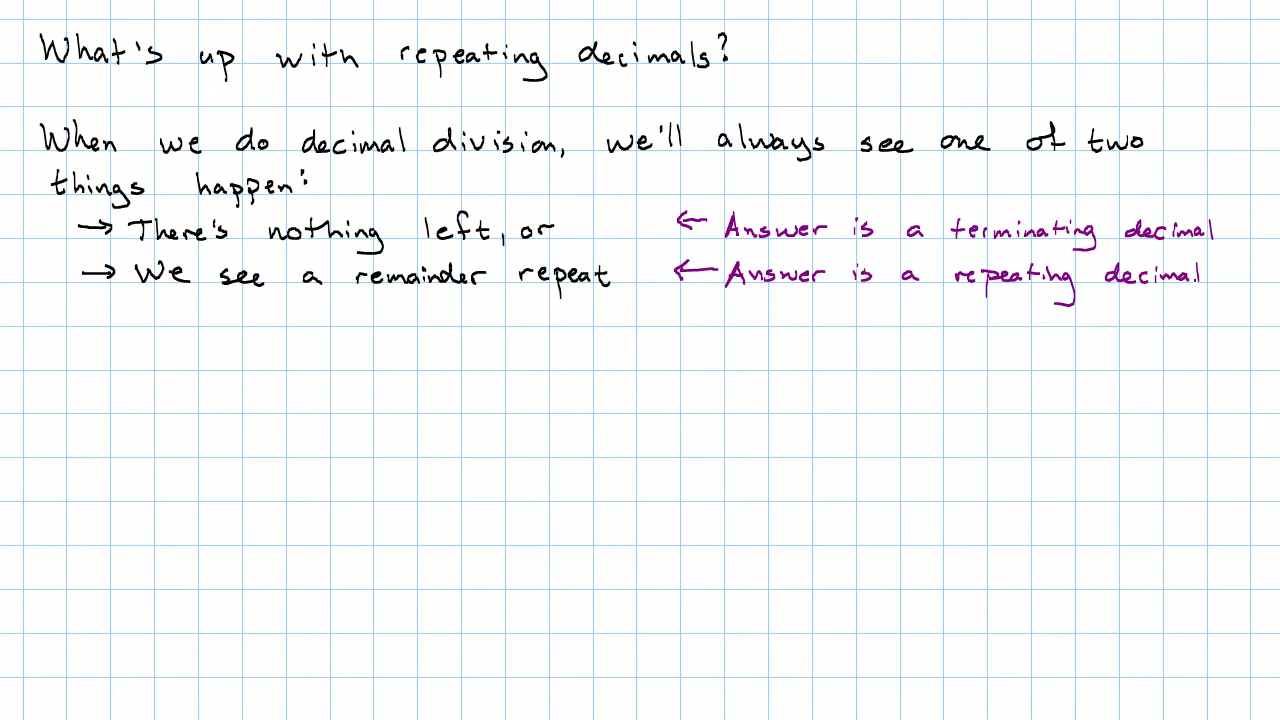 What's up with repeating decimals?
When we do decimal division, we'll always see one of two
things happen:
→ There's nothing left, or ← Answer is a terminating decimal
→ We see a remainder repeat ← Answer is a repeating decimal